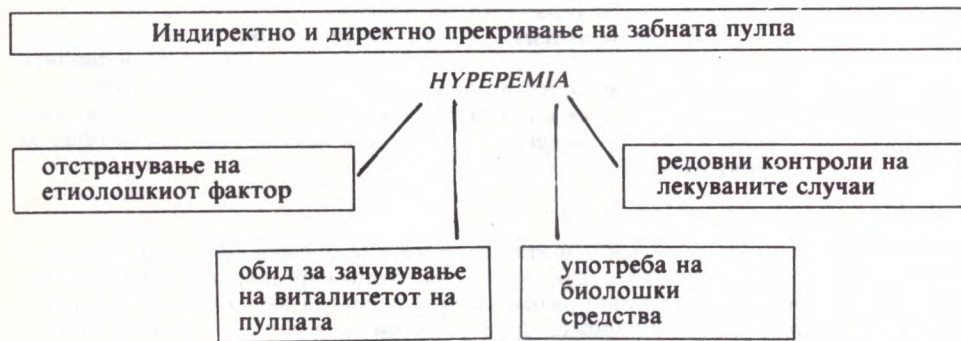 Индиректно и директно прекривање на забната пулпа
HYPEPEMIA
отстранување на
етиолошкиот фактор
редовни контроли на
лекуваните случаи
обид за зачувување
на виталитетот на
пулпата
употреба на
биолошки
средства